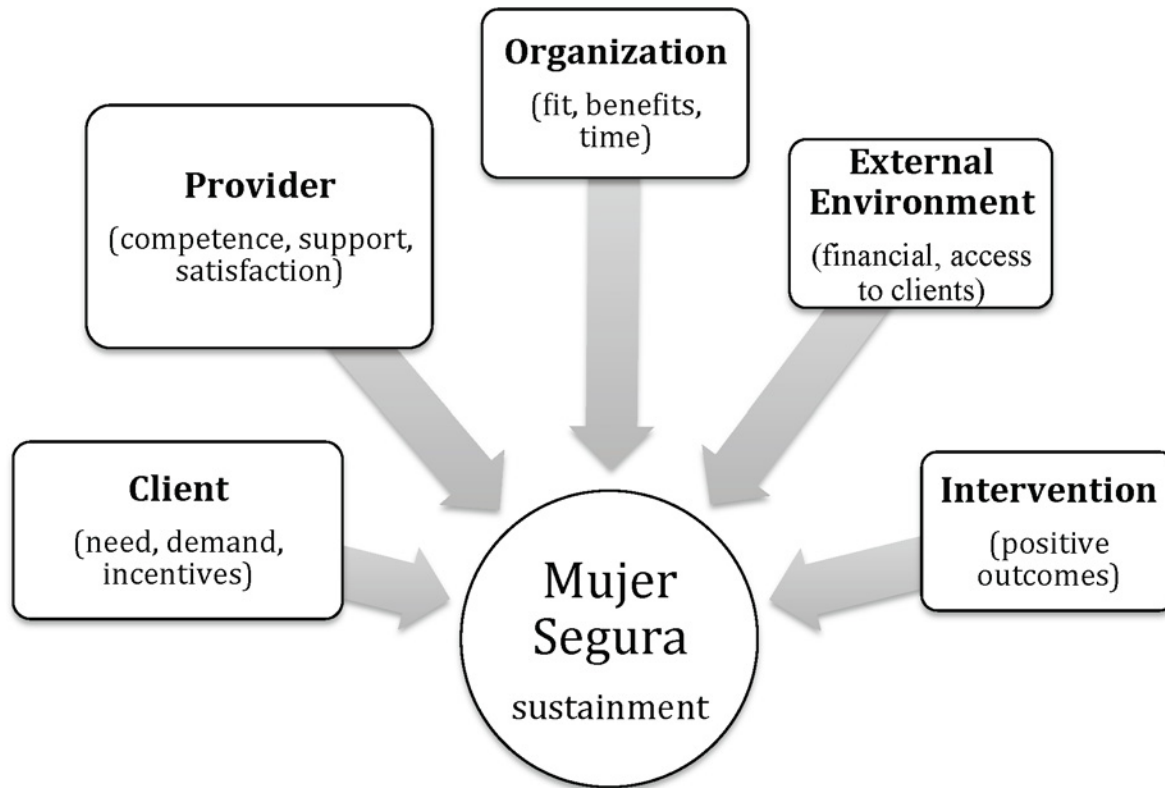 Organization
(fit, benefits,
time)
Provider
(competence, support,
satisfaction)
External
Environment
(financial, access
to clients)
Client
(need, demand,
incentives)
Intervention
(positive
outcomes)
Mujer
Segura
sustainment